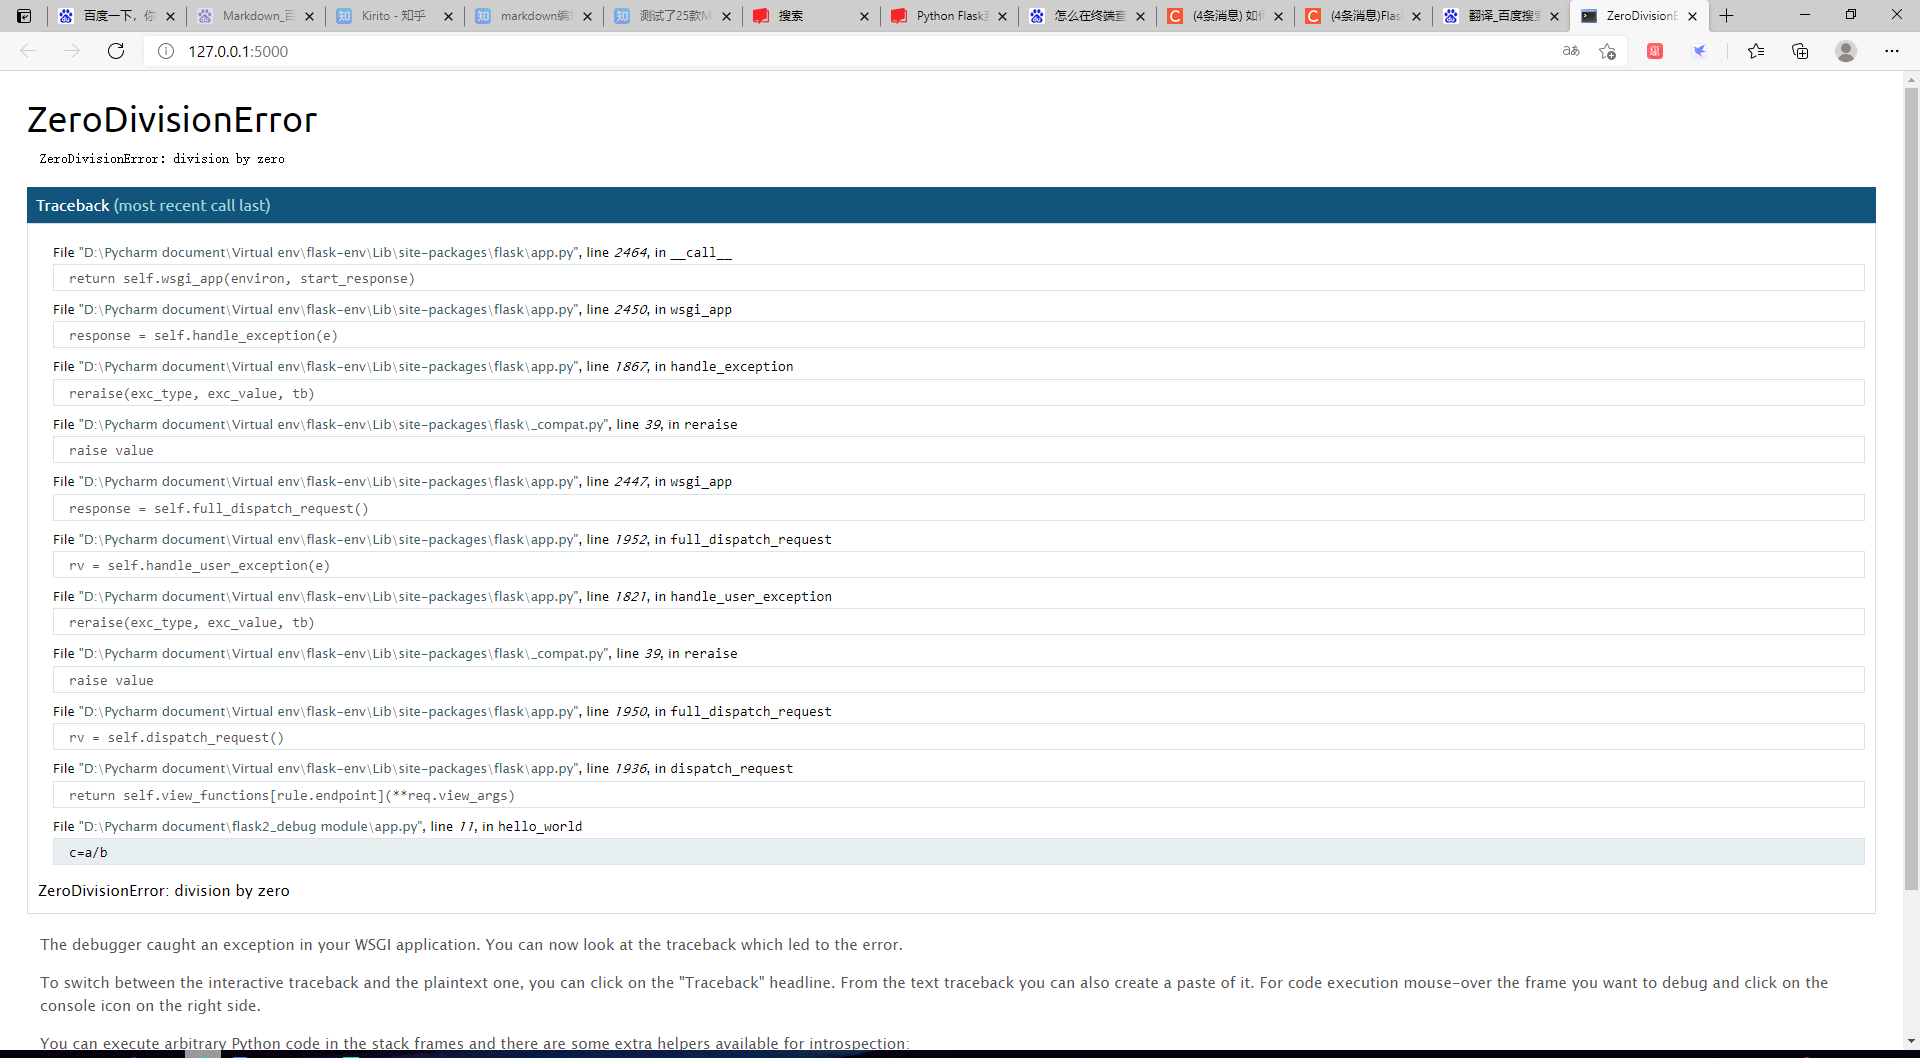 百度一下，你
Markdown_百
Kirito - 知乎
markdown编
测试了25款M
搜索
Python Flask
怎么在终端查
(4条消息) 如何
(4条消息)Flas
翻译_百度搜索
ZeroDivisionE
127.0.0.1:5000
ZeroDivisionError
ZeroDivisionError: division by zero
Traceback (most recent call last)
File "D:\Pycharm document\Virtual env\flask-env\Lib\site-packages\flask\app.py", line 2464, in __call__
return self.wsgi_app(environ, start_response)
File "D:\Pycharm document\Virtual env\flask-env\Lib\site-packages\flask\app.py", line 2450, in wsgi_app
response = self.handle_exception(e)
File "D:\Pycharm document\Virtual env\flask-env\Lib\site-packages\flask\app.py", line 1867, in handle_exception
reraise(exc_type, exc_value, tb)
File "D:\Pycharm document\Virtual env\flask-env\Lib\site-packages\flask\_compat.py", line 39, in reraise
raise value
File "D:\Pycharm document\Virtual env\flask-env\Lib\site-packages\flask\app.py", line 2447, in wsgi_app
response = self.full_dispatch_request()
File "D:\Pycharm document\Virtual env\flask-env\Lib\site-packages\flask\app.py", line 1952, in full_dispatch_request
rv = self.handle_user_exception(e)
File "D:\Pycharm document\Virtual env\flask-env\Lib\site-packages\flask\app.py", line 1821, in handle_user_exception
reraise(exc_type, exc_value, tb)
File "D:\Pycharm document\Virtual env\flask-env\Lib\site-packages\flask\_compat.py", line 39, in reraise
raise value
File "D:\Pycharm document\Virtual env\flask-env\Lib\site-packages\flask\app.py", line 1950, in full_dispatch_request
rv = self.dispatch_request()
File "D:\Pycharm document\Virtual env\flask-env\Lib\site-packages\flask\app.py", line 1936, in dispatch_request
return self.view_functions[rule.endpoint](**req.view_args)
File "D:\Pycharm document\flask2_debug module\app.py", line 11, in hello_world
c=a/b
ZeroDivisionError: division by zero
The debugger caught an exception in your WSGI application. You can now look at the traceback which led to the error.
To switch between the interactive traceback and the plaintext one, you can click on the "Traceback" headline. From the text traceback you can also create a paste of it. For code execution mouse-over the frame you want to debug and click on the
console icon on the right side.
You can execute arbitrary Python code in the stack frames and there are some extra helpers available for introspection: